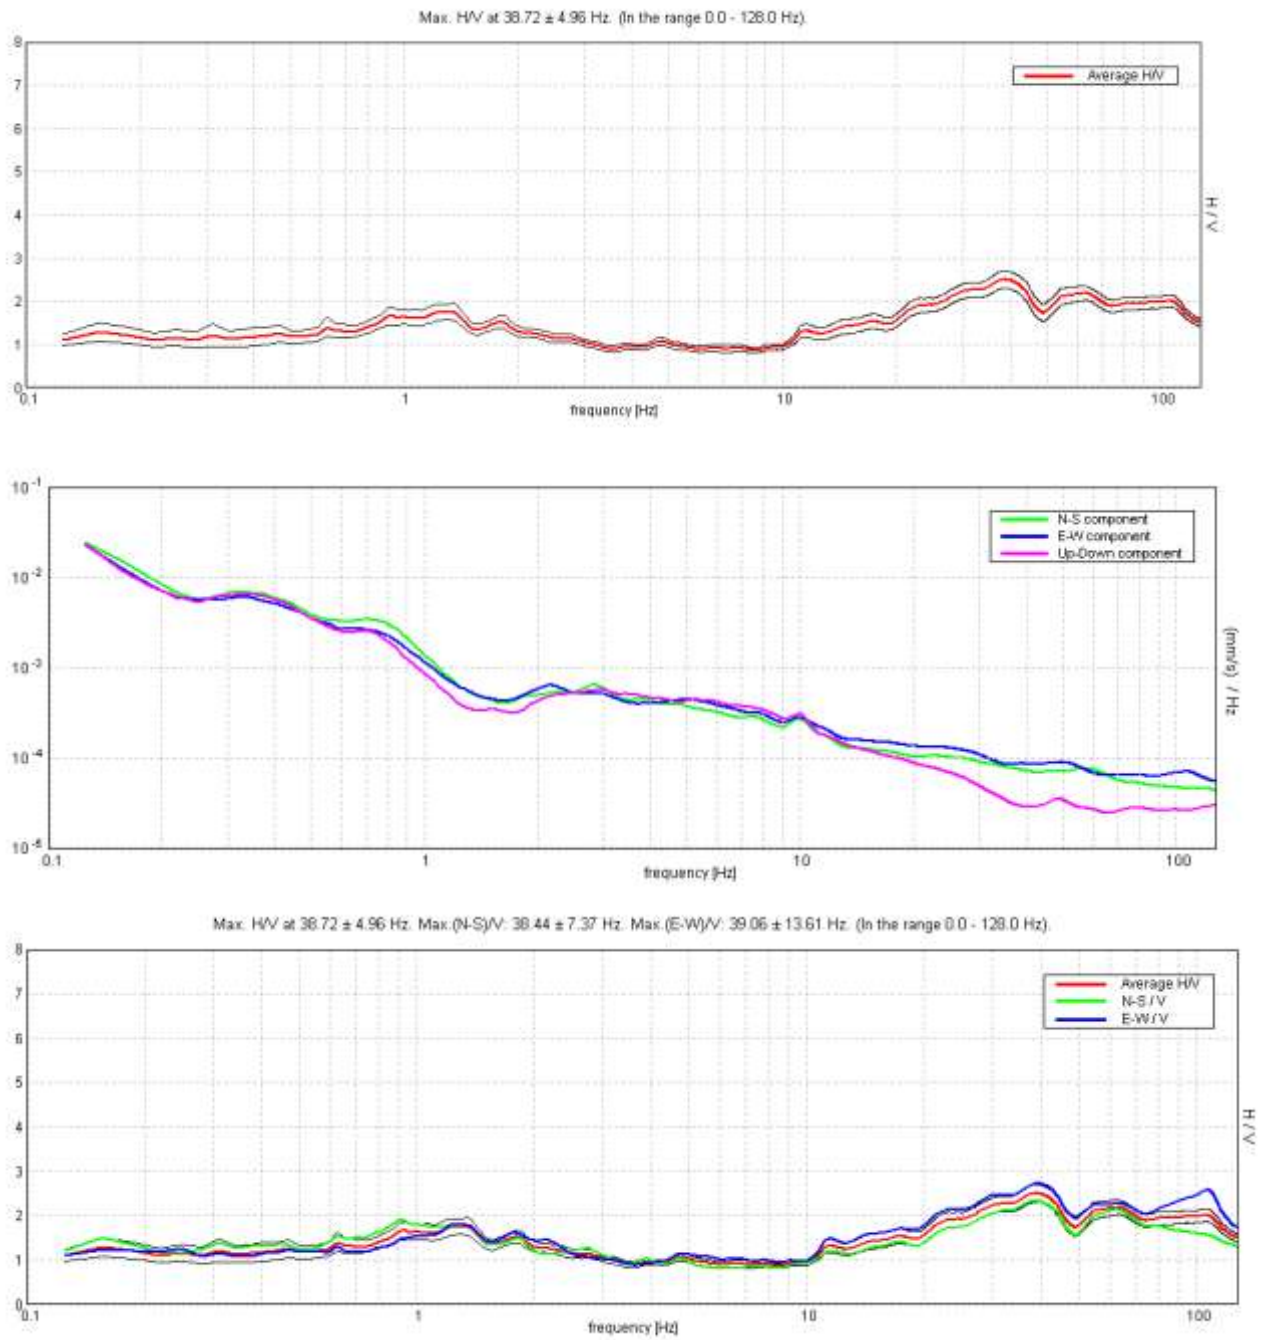 Max. H/V at 38.72 ± 4.96 Hz. (In the range 0.0 - 128.0 Hz).
8
Average H/V
7
6
5
4
H / V
3
2
1
0
0.1 1 10 100
frequency [Hz]
10-1
N-S component
E-W component
Up-Down component
10-2
(mm/s) / Hz
10-3
10-4
10-5
0.1 1 10 100
frequency [Hz]
Max. H/V at 38.72 ± 4.96 Hz. Max.(N-S)/V: 38.44 ± 7.37 Hz. Max.(E-W)/V: 39.06 ± 13.61 Hz. (In the range 0.0 - 128.0 Hz).
8
Average H/V
7
N-S / V
E-W / V
6
5
4
H / V
3
2
1
0
0.1 1 10 100
frequency [Hz]